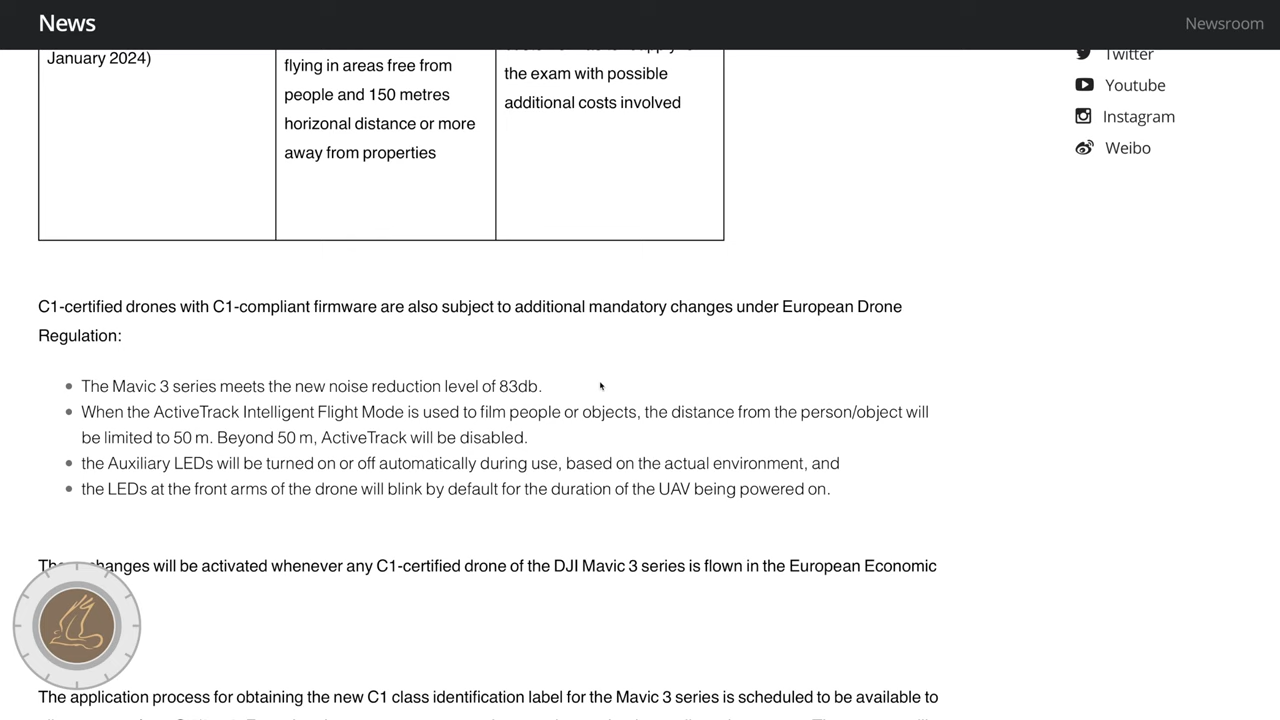 News
Newsroom
January 2024)
flying in areas free from
people and 150 metres
horizonal distance or more
away from properties
the exam with possible
additional costs involved
Twitter
Youtube
Instagram
Weibo
C1-certified drones with C1-compliant firmware are also subject to additional mandatory changes under European Drone
Regulation:
The Mavic 3 series meets the new noise reduction level of 83db.
When the ActiveTrack Intelligent Flight Mode is used to film people or objects, the distance from the person/object will
be limited to 50 m. Beyond 50 m, ActiveTrack will be disabled.
the Auxiliary LEDs will be turned on or off automatically during use, based on the actual environment, and
the LEDs at the front arms of the drone will blink by default for the duration of the UAV being powered on.
changes will be activated whenever any C1-certified drone of the DJI Mavic 3 series is flown in the European Economic
The application process for obtaining the new C1 class identification label for the Mavic 3 series is scheduled to be available to